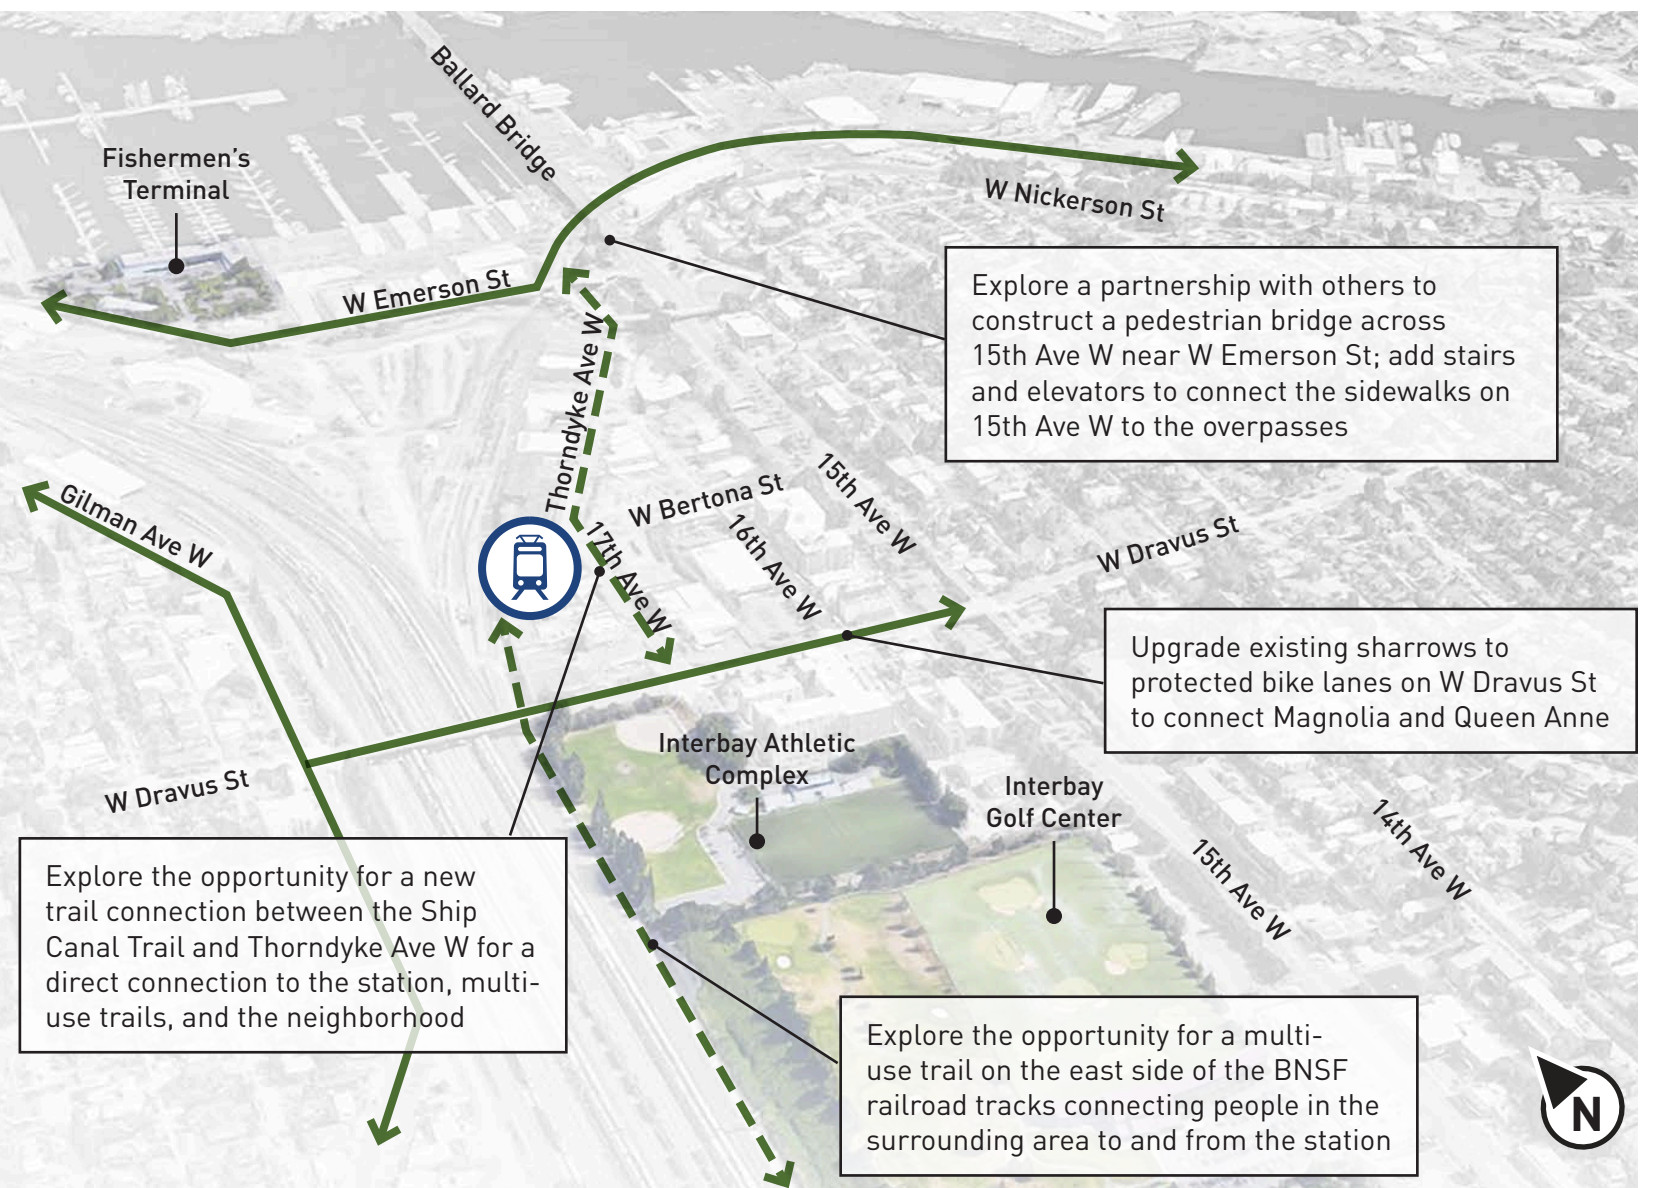 Ballard Bridge
Fishermen's
Terminal
W Nickerson St
W Emerson St
Explore a partnership with others to
construct a pedestrian bridge across
15th Ave W near W Emerson St; add stairs
and elevators to connect the sidewalks on
15th Ave W to the overpasses
Thorndyke Ave W
Gilman Ave W
W Bertona St
15th Ave W
17th Ave W
16th Ave W
W Dravus St
Upgrade existing sharrows to
protected bike lanes on W Dravus St
to connect Magnolia and Queen Anne
Interbay Athletic
Complex
Interbay
Golf Center
W Dravus St
14th Ave W
15th Ave W
Explore the opportunity for a new
trail connection between the Ship
Canal Trail and Thorndyke Ave W for a
direct connection to the station, multi-
use trails, and the neighborhood
Explore the opportunity for a multi-
use trail on the east side of the BNSF
railroad tracks connecting people in the
surrounding area to and from the station
N